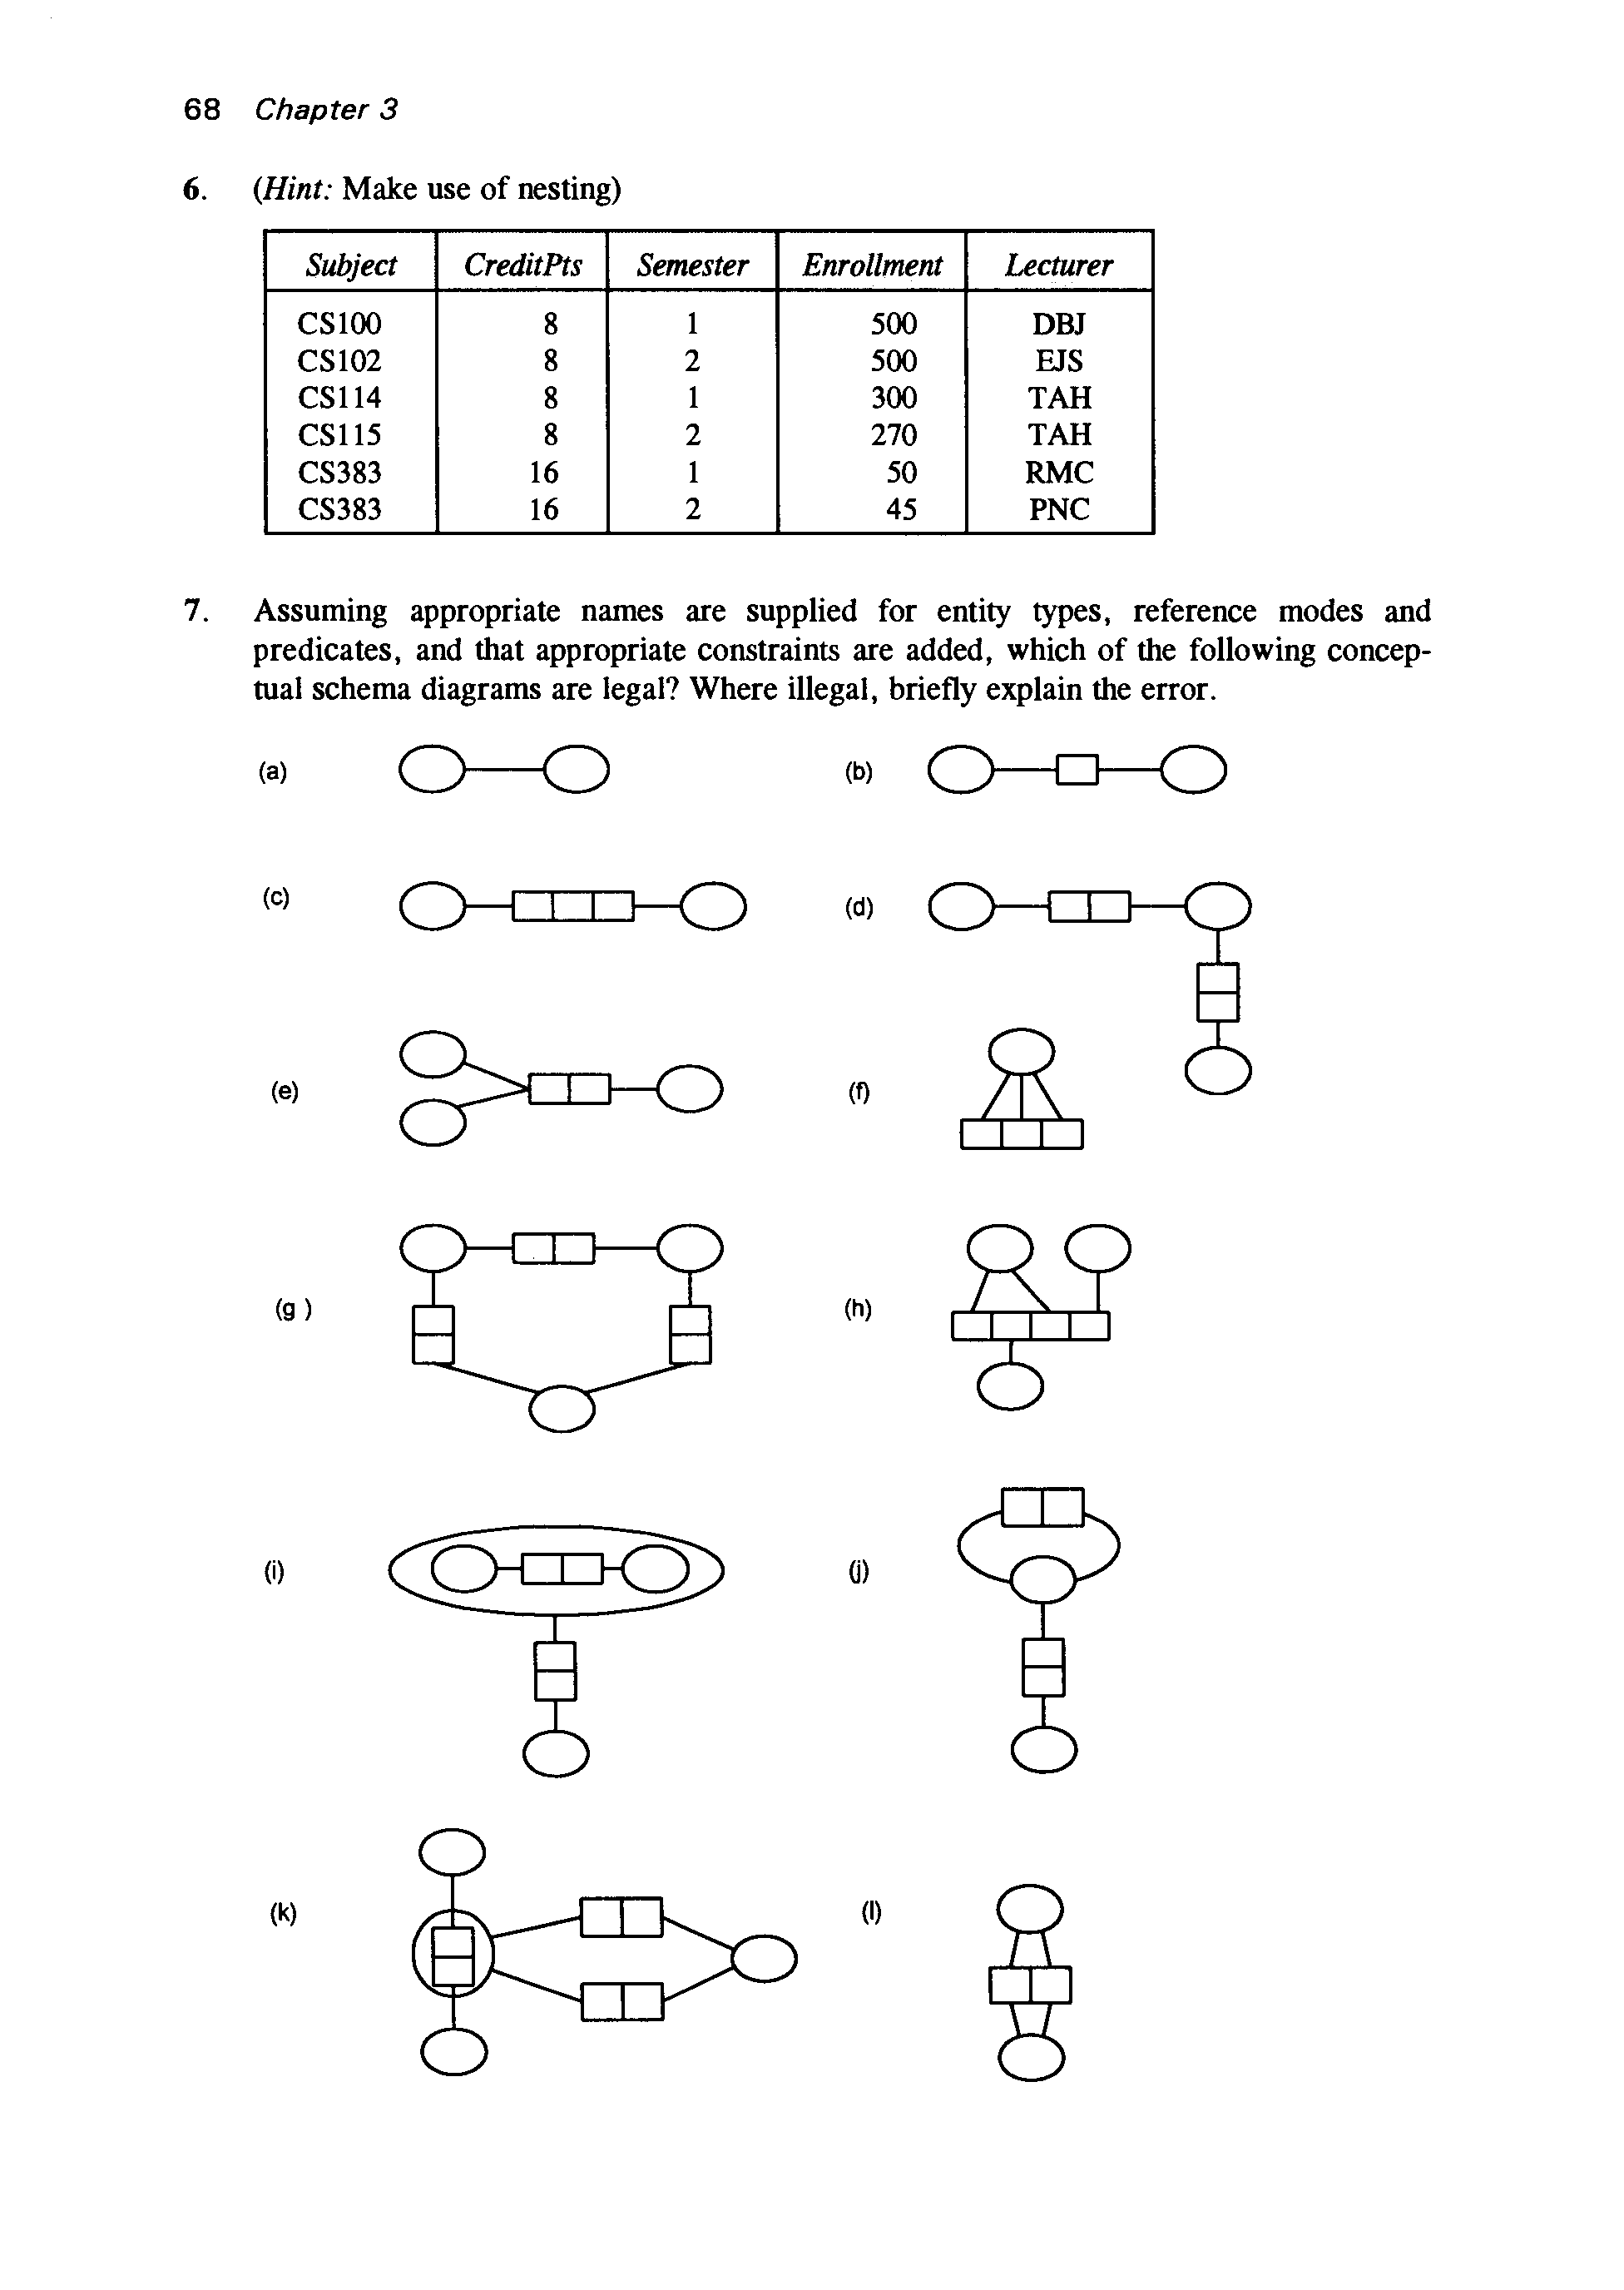 68 Chapter 3
6. (Hint: Make use of nesting)
Subject CreditPts Semester Enrollment Lecturer
CS100 8 1 500 DBJ
CS102 8 2 500 EJS
CS114 8 1 300 TAH
CS115 8 2 270 TAH
CS383 16 1 50 RMC
CS383 16 2 45 PNC
7. Assuming appropriate names are supplied for entity types, reference modes and
predicates, and that appropriate constraints are added, which of the following concep-
tual schema diagrams are legal? Where illegal, briefly explain the error.
(a) (b)
(c) (d)
(e) (f)
(g ) (h)
(i) (j)
(k) (l)